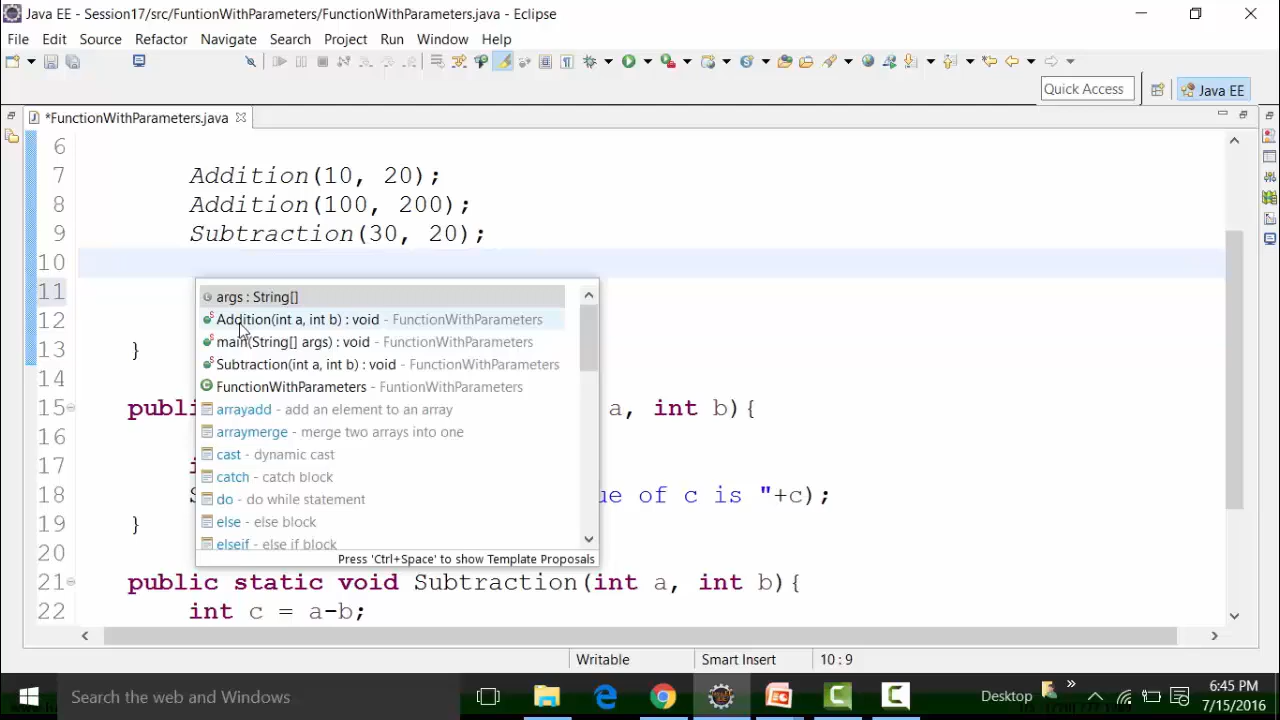 Java EE - Session17/src/FuntionWithParameters/FunctionWithParameters.java - Eclipse
File Edit Source Refactor Navigate Search Project Run Window Help
Quick Access
Java EE
*FunctionWithParameters.java
6
7 Addition(10, 20);
8 Addition(100, 200);
9 Subtraction(30, 20);
10
11
12
13 }
14
15 publi a, int b){
16
17 i
18 S ue of c is "+c);
19 }
20
21 public static void Subtraction(int a, int b){
22 int c = a-b;
args : String[]
Addition(int a, int b) : void - FunctionWithParameters
main(String[] args) : void - FunctionWithParameters
Subtraction(int a, int b) : void - FunctionWithParameters
FunctionWithParameters - FuntionWithParameters
arrayadd - add an element to an array
arraymerge - merge two arrays into one
cast - dynamic cast
catch - catch block
do - do while statement
else - else block
elseif - else if block
Press 'Ctrl+Space' to show Template Proposals
Writable Smart Insert 10 : 9
Search the web and Windows
Desktop
6:45 PM
7/15/2016